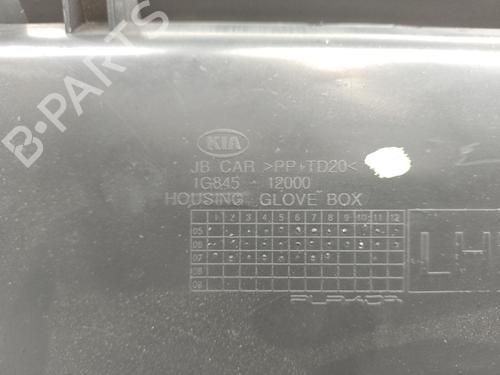 KIA
JB CAR >PP+TD20<
1G845 - 12000
HOUSING GLOVE BOX
1 2 3 4 5 6 7 8 9 10 11 12
05
06
07
08
09
LH
B-PARTS